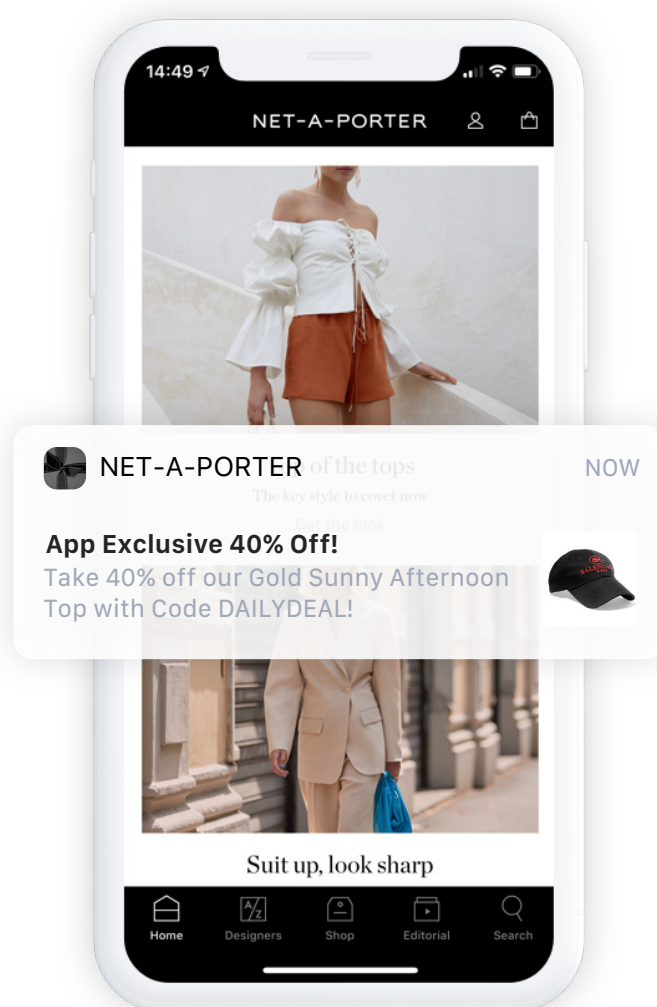 14:49
NET-A-PORTER
NET-A-PORTER
NOW
of the tops
The key style to covet now
Get the look
App Exclusive 40% Off!
Take 40% off our Gold Sunny Afternoon
Top with Code DAILYDEAL!
Suit up, look sharp
A/Z
Home
Designers
Shop
Editorial
Search